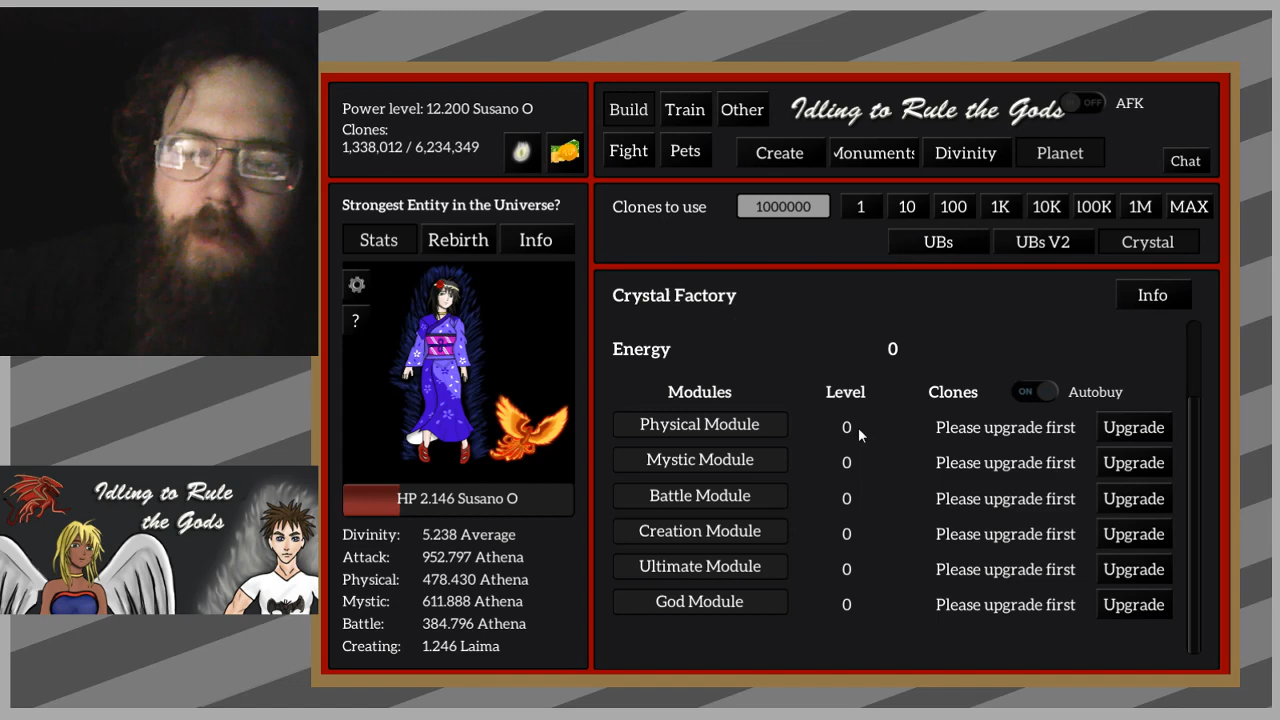 Power level: 12.200 Susano O
Clones:
1,338,012 / 6,234,349
Build Train Other
Idling to Rule the Gods
OFF AFK
Fight Pets
Create Monuments Divinity Planet
Chat
Strongest Entity in the Universe?
Stats Rebirth Info
?
HP 2.146 Susano O
Divinity: 5.238 Average
Attack: 952.797 Athena
Physical: 478.430 Athena
Mystic: 611.888 Athena
Battle: 384.796 Athena
Creating: 1.246 Laima
Clones to use 1000000 1 10 100 1K 10K 100K 1M MAX
UBs UBs V2 Crystal
Crystal Factory Info
Energy 0
Modules Level Clones ON Autobuy
Physical Module 0 Please upgrade first Upgrade
Mystic Module 0 Please upgrade first Upgrade
Battle Module 0 Please upgrade first Upgrade
Creation Module 0 Please upgrade first Upgrade
Ultimate Module 0 Please upgrade first Upgrade
God Module 0 Please upgrade first Upgrade
Idling to Rule
the Gods